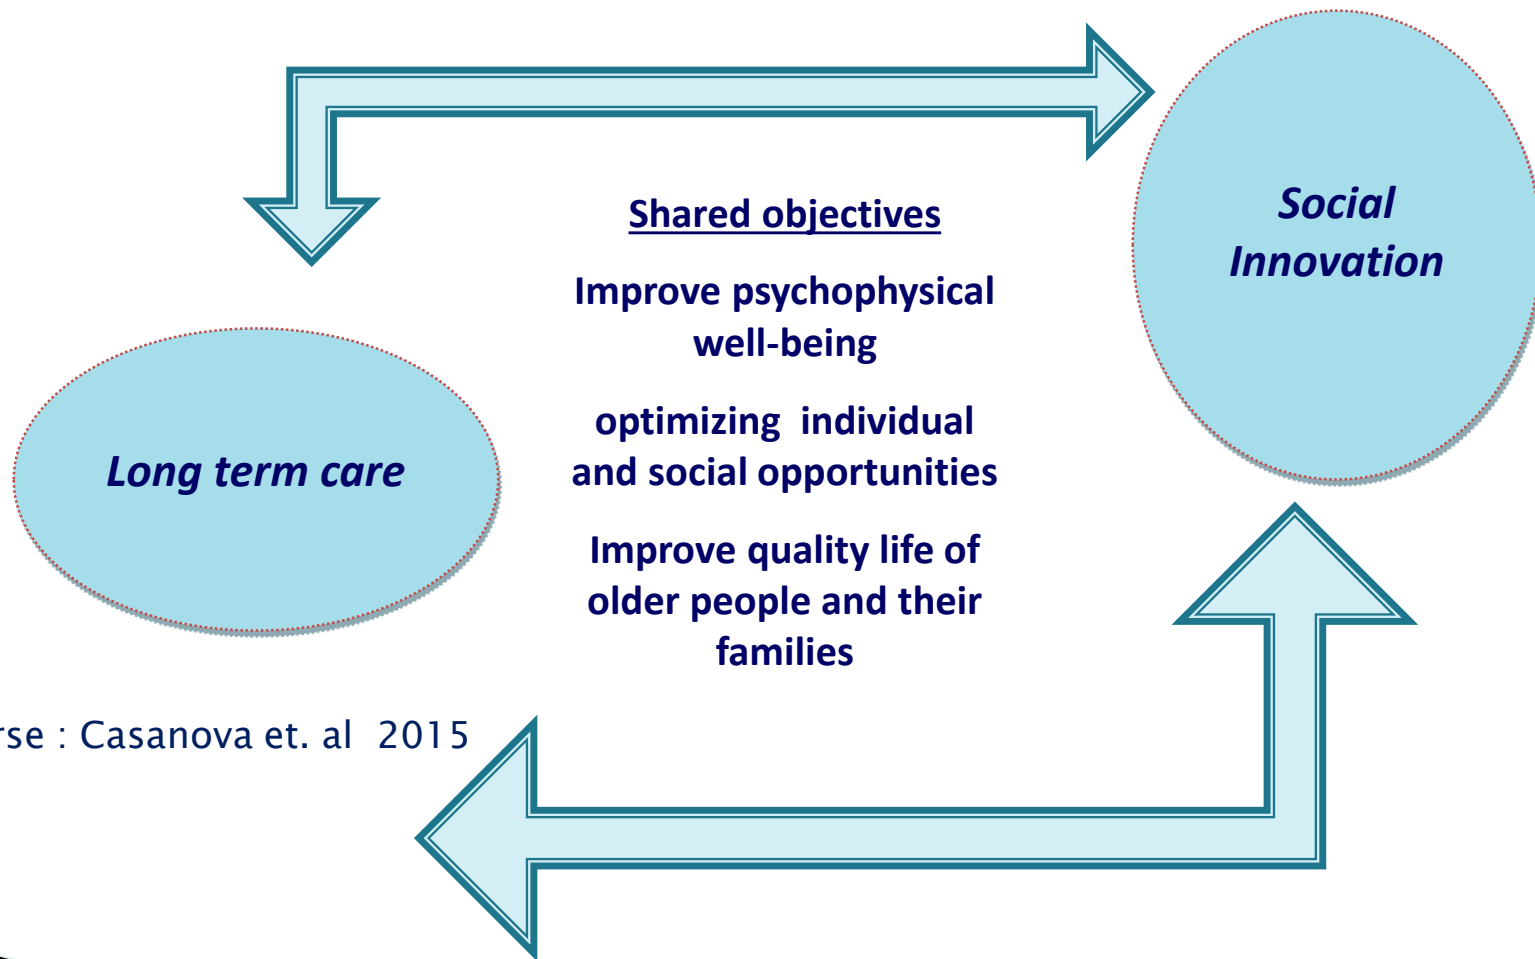 Shared objectives
Improve psychophysical
well-being
optimizing individual
and social opportunities
Improve quality life of
older people and their
families
Social
Innovation
Long term care
rse : Casanova et. al 2015